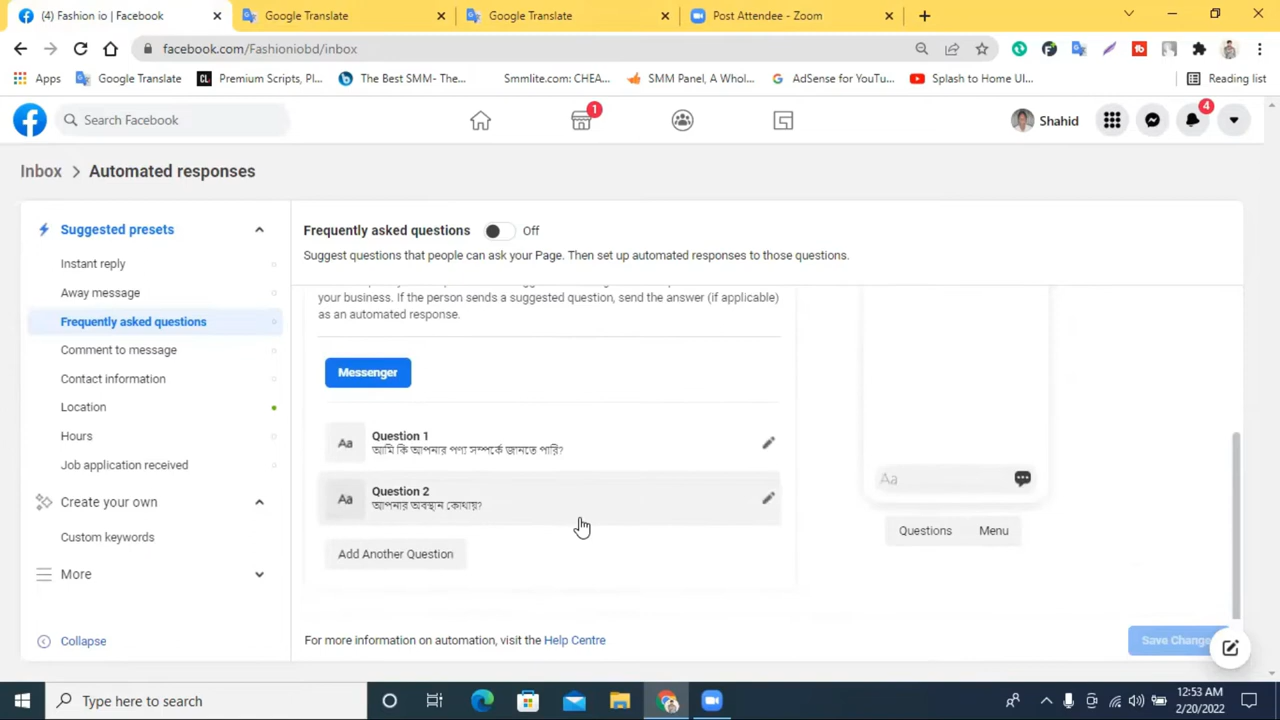 (4) Fashion io | Facebook
Google Translate
Google Translate
Post Attendee - Zoom
facebook.com/Fashioniobd/inbox
Apps
Google Translate
Premium Scripts, Pl...
The Best SMM- The...
Smmlite.com: CHEA...
SMM Panel, A Whol...
AdSense for YouTu...
Splash to Home UI...
Reading list
Search Facebook
1
Shahid
4
Inbox > Automated responses
Suggested presets
Instant reply
Away message
Frequently asked questions
Comment to message
Contact information
Location
Hours
Job application received
Create your own
Custom keywords
More
Collapse
Frequently asked questions
Off
Suggest questions that people can ask your Page. Then set up automated responses to those questions.
your business. If the person sends a suggested question, send the answer (if applicable)
as an automated response.
Messenger
Aa
Question 1
আমি কি আপনার পণ্য সম্পর্কে জানতে পারি?
Aa
Question 2
আপনার অবস্থান কোথায়?
Add Another Question
Aa
Questions
Menu
For more information on automation, visit the Help Centre
Save Change
Type here to search
12:53 AM
2/20/2022